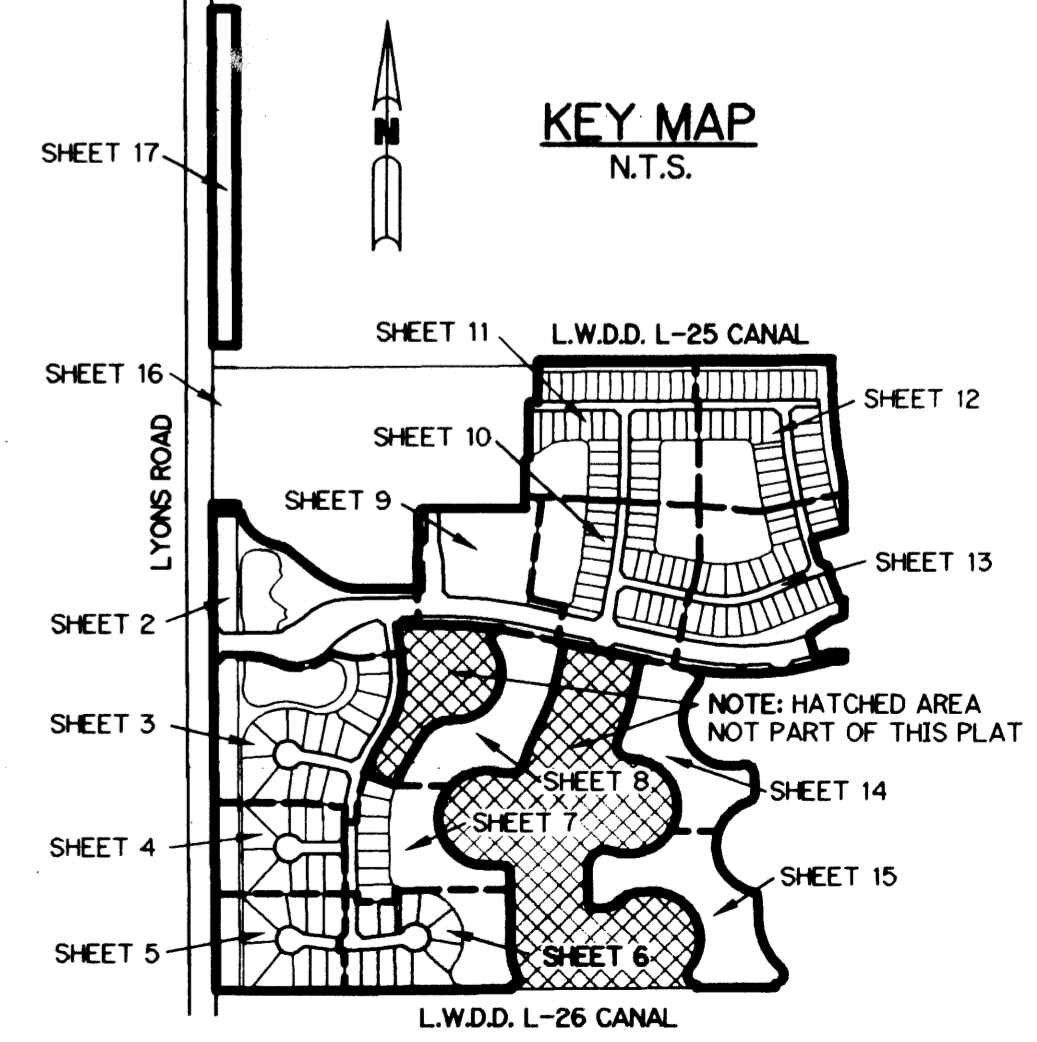 KEY MAP
N.T.S.
N
SHEET 17
SHEET 11
L.W.D.D. L-25 CANAL
SHEET 16
SHEET 12
SHEET 10
LYONS ROAD
SHEET 9
SHEET 13
SHEET 2
NOTE: HATCHED AREA
NOT PART OF THIS PLAT
SHEET 3
SHEET 8
SHEET 14
SHEET 7
SHEET 4
SHEET 15
SHEET 5
SHEET 6
L.W.D.D. L-26 CANAL